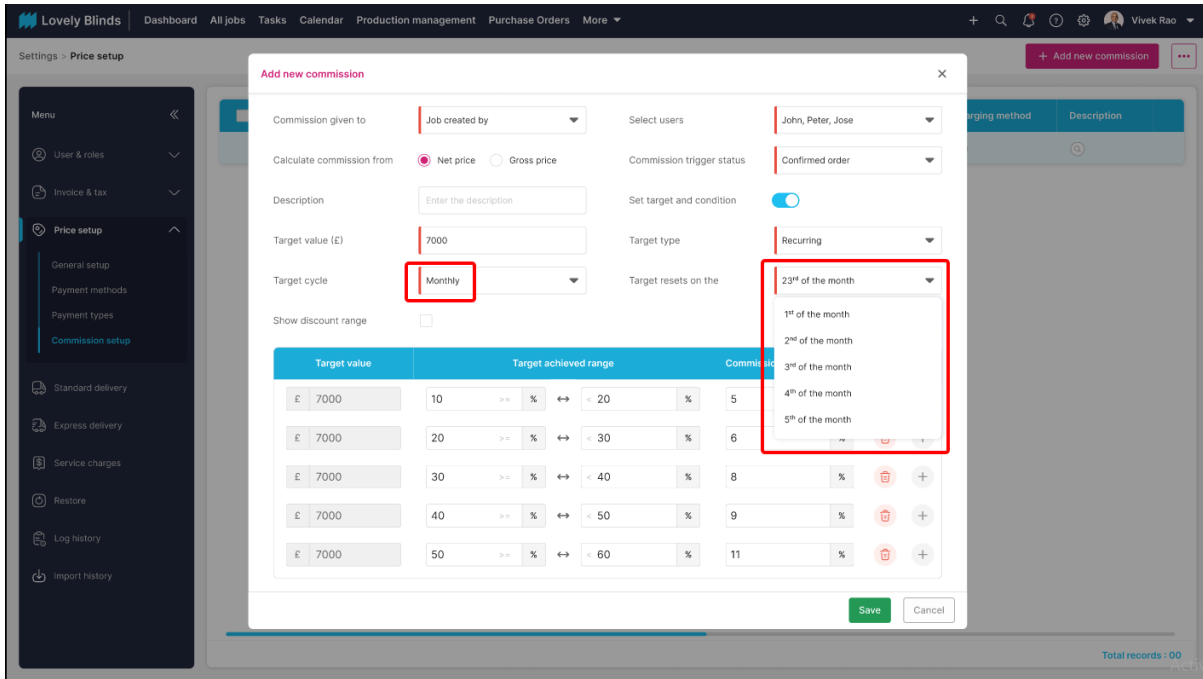 Lovely Blinds Dashboard All jobs Tasks Calendar Production management Purchase Orders More Vivek Rao
Settings > Price setup
+ Add new commission
Add new commission
Menu
User & roles
Invoice & tax
Price setup
General setup
Payment methods
Payment types
Commission setup
Standard delivery
Express delivery
Service charges
Restore
Log history
Import history
arging method Description
Commission given to Job created by Select users John, Peter, Jose
Calculate commission from Net price Gross price Commission trigger status Confirmed order
Description Enter the description Set target and condition
Target value (£) 7000 Target type Recurring
Target cycle Monthly Target resets on the 23rd of the month
1st of the month
2nd of the month
3rd of the month
4th of the month
5th of the month
Show discount range
Target value Target achieved range Commissio
£ 7000 10 >= % ↔ < 20 % 5
£ 7000 20 >= % ↔ < 30 % 6 %
£ 7000 30 >= % ↔ < 40 % 8 %
£ 7000 40 >= % ↔ < 50 % 9 %
£ 7000 50 >= % ↔ < 60 % 11 %
Save Cancel
Total records : 00